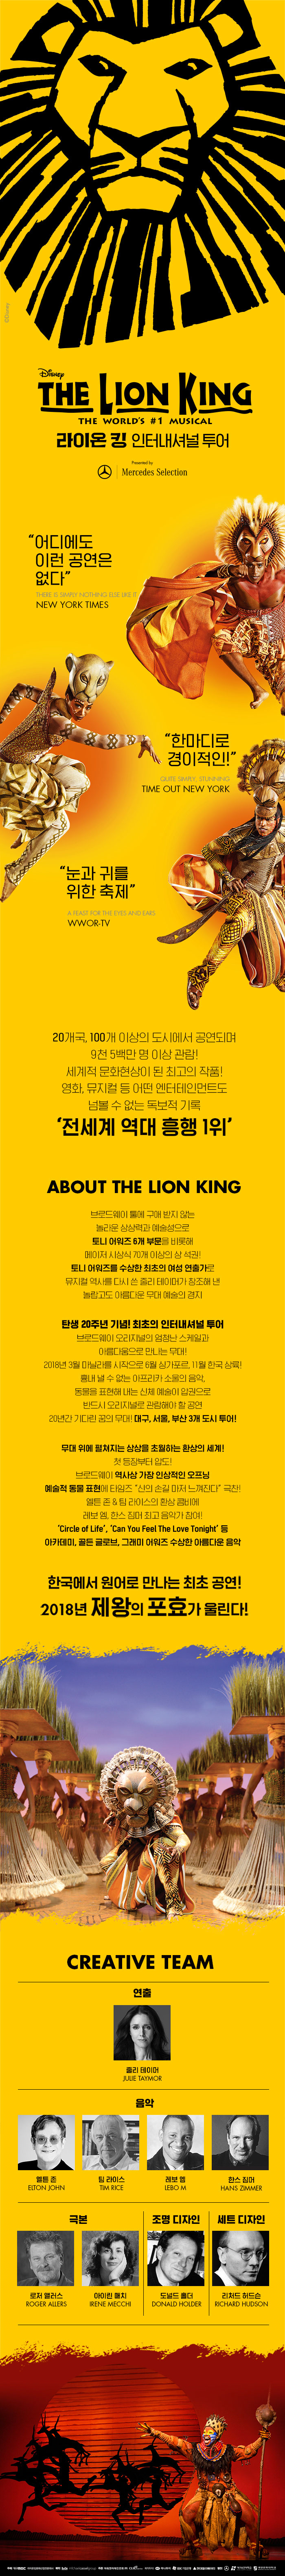 ©Disney
Disney
THE LION KING
THE WORLD'S #1 MUSICAL
라이온 킹 인터내셔널 투어
Presented by
Mercedes Selection
“어디에도
이런 공연은
없다”
THERE IS SIMPLY NOTHING ELSE LIKE IT
NEW YORK TIMES
“한마디로
경이적인!”
QUITE SIMPLY, STUNNING
TIME OUT NEW YORK
“눈과 귀를
위한 축제”
A FEAST FOR THE EYES AND EARS
WWOR-TV
20개국, 100개 이상의 도시에서 공연되며
9천 5백만 명 이상 관람!
세계적 문화현상이 된 최고의 작품!
영화, 뮤지컬 등 어떤 엔터테인먼트도
넘볼 수 없는 독보적 기록
‘전세계 역대 흥행 1위’
ABOUT THE LION KING
브로드웨이 틀에 구애 받지 않는
놀라운 상상력과 예술성으로
토니 어워즈 6개 부문을 비롯해
메이저 시상식 70개 이상의 상 석권!
토니 어워즈를 수상한 최초의 여성 연출가로
뮤지컬 역사를 다시 쓴 줄리 테이머가 창조해 낸
놀랍고도 아름다운 무대 예술의 경지
탄생 20주년 기념! 최초의 인터내셔널 투어
브로드웨이 오리지널의 엄청난 스케일과
아름다움으로 만나는 무대!
2018년 3월 마닐라를 시작으로 6월 싱가포르, 11월 한국 상륙!
흉내 낼 수 없는 아프리카 소울의 음악,
동물을 표현해 내는 신체 예술이 압권으로
반드시 오리지널로 관람해야 할 공연
20년간 기다린 꿈의 무대! 대구, 서울, 부산 3개 도시 투어!
무대 위에 펼쳐지는 상상을 초월하는 환상의 세계!
첫 등장부터 압도!
브로드웨이 역사상 가장 인상적인 오프닝
예술적 동물 표현에 타임즈 “신의 손길 마저 느껴진다” 극찬!
엘튼 존 & 팀 라이스의 환상 콤비에
레보 엠, 한스 짐머 최고 음악가 참여!
‘Circle of Life’, ‘Can You Feel The Love Tonight’ 등
아카데미, 골든 글로브, 그래미 어워즈 수상한 아름다운 음악
한국에서 원어로 만나는 최초 공연!
2018년 제왕의 포효가 울린다!
CREATIVE TEAM
연출
줄리 테이머
JULIE TAYMOR
음악
엘튼 존
ELTON JOHN
팀 라이스
TIM RICE
레보 엠
LEBO M
한스 짐머
HANS ZIMMER
극본
조명 디자인
세트 디자인
로저 알러스
ROGER ALLERS
아이린 매치
IRENE MECCHI
도널드 홀더
DONALD HOLDER
리처드 허드슨
RICHARD HUDSON